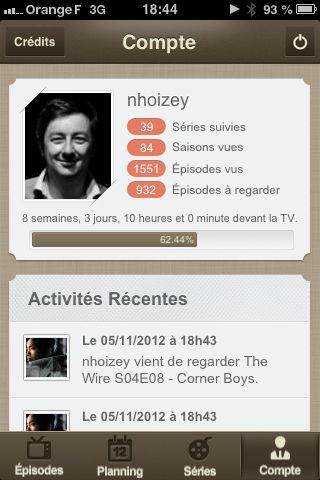 Orange F 3G 18:44 93 %
Crédits
Compte
nhoizey
39 Séries suivies
84 Saisons vues
1551 Épisodes vus
932 Épisodes à regarder
8 semaines, 3 jours, 10 heures et 0 minute devant la TV.
62.44%
Activités Récentes
Le 05/11/2012 à 18h43
nhoizey vient de regarder The
Wire S04E08 - Corner Boys.
Le 05/11/2012 à 18h43
12
Épisodes Planning Séries Compte